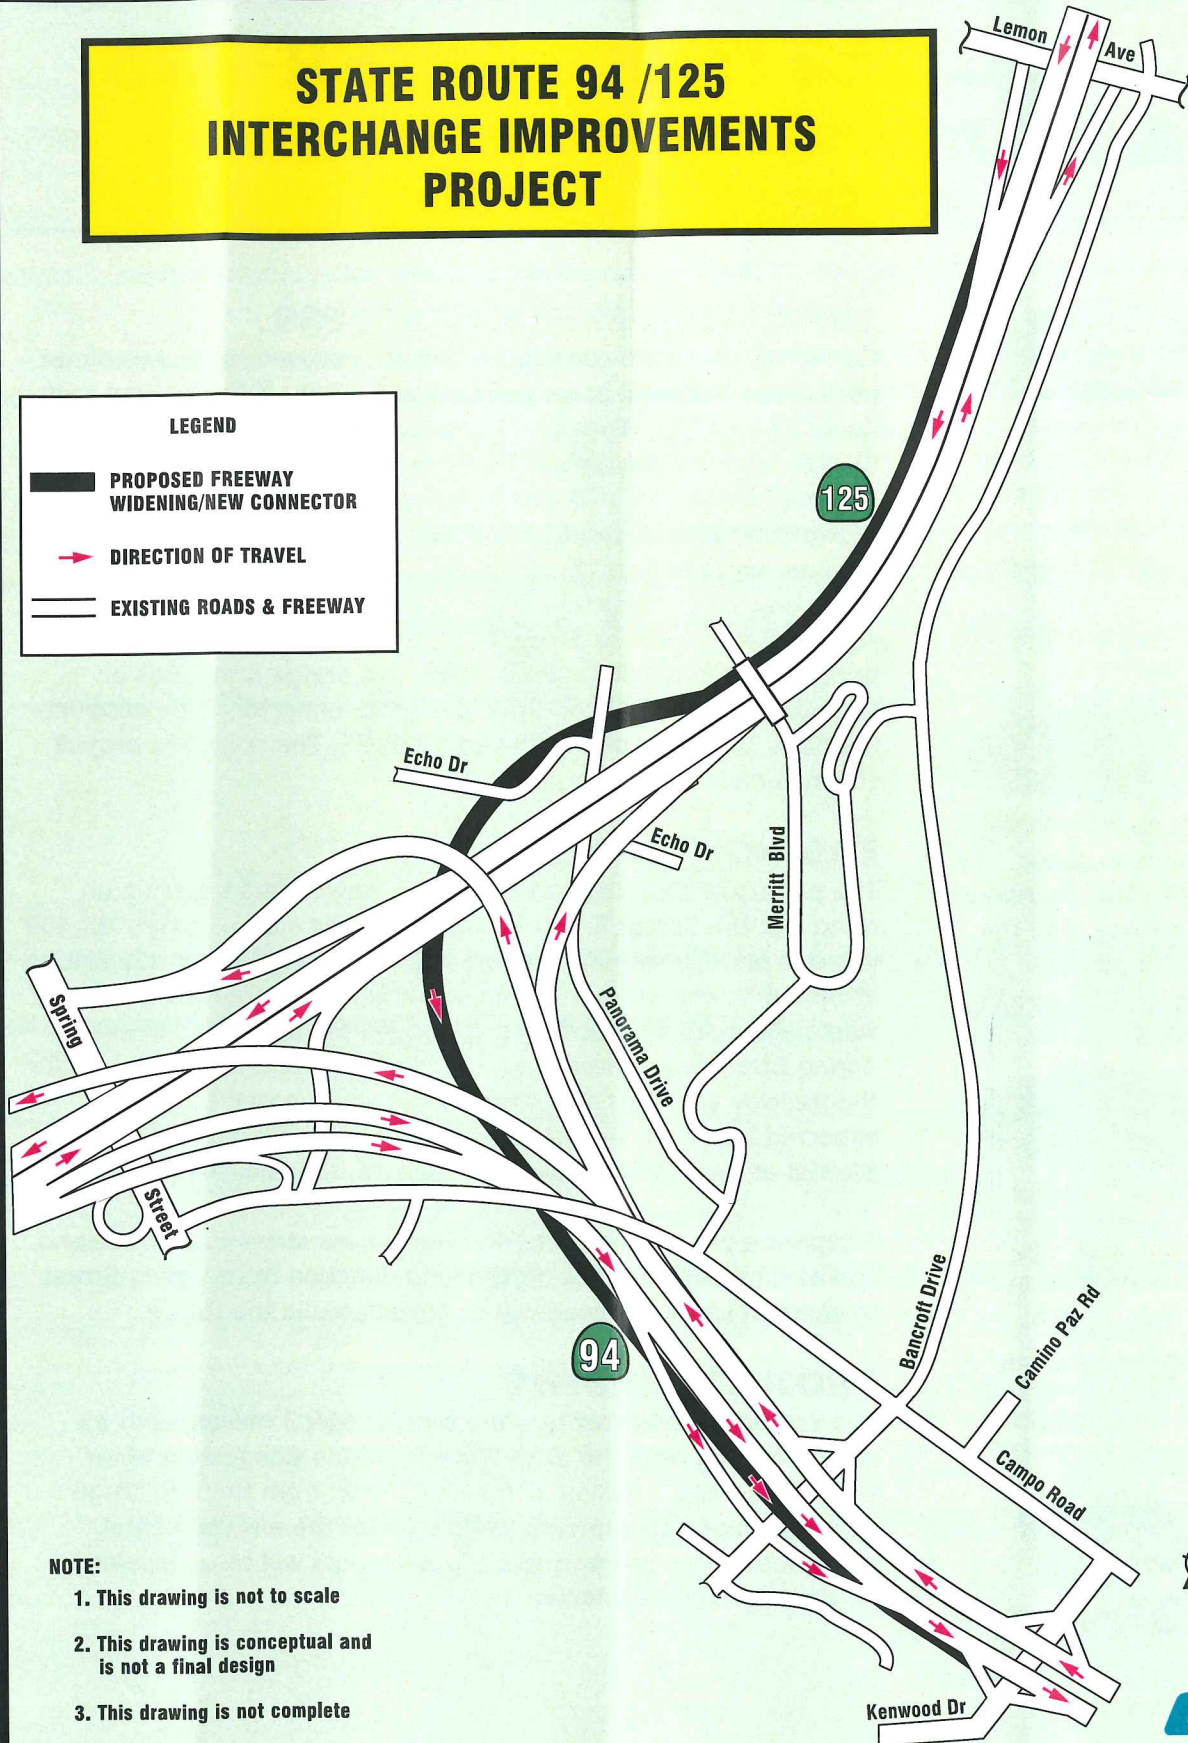 STATE ROUTE 94 /125
INTERCHANGE IMPROVEMENTS
PROJECT
Lemon
Ave
LEGEND
PROPOSED FREEWAY
WIDENING/NEW CONNECTOR
DIRECTION OF TRAVEL
EXISTING ROADS & FREEWAY
125
Echo Dr
Echo Dr
Merritt Blvd
Spring
Street
Panorama Drive
94
Bancroft Drive
Camino Paz Rd
Campo Road
Kenwood Dr
NOTE:
1. This drawing is not to scale
2. This drawing is conceptual and
is not a final design
3. This drawing is not complete